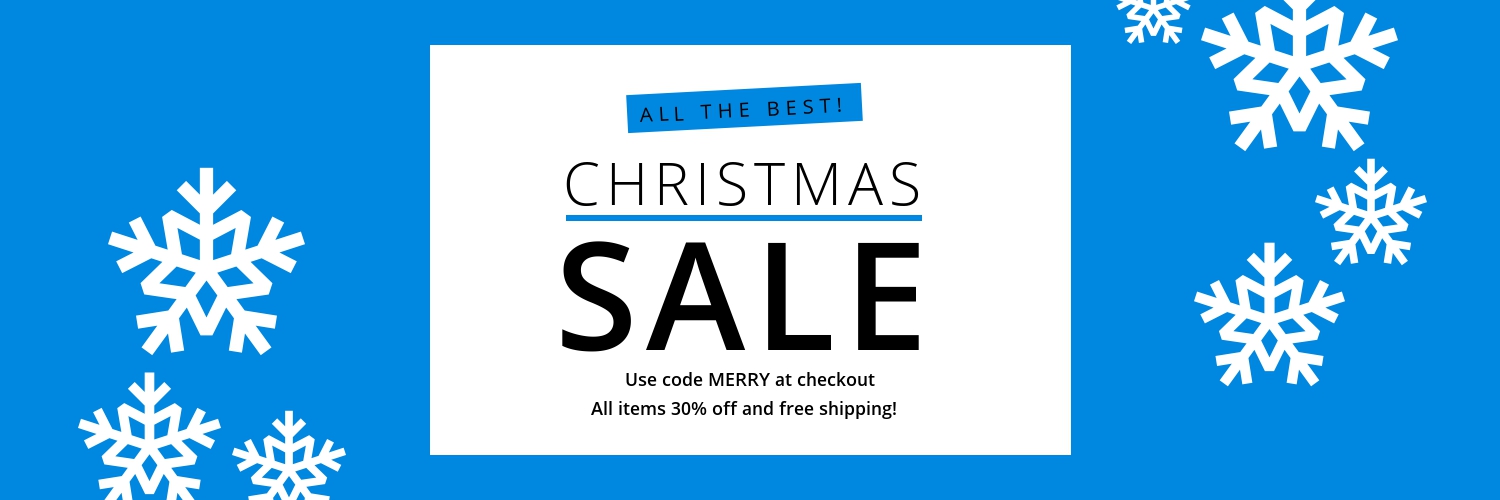 ALL THE BEST!
CHRISTMAS
SALE
Use code MERRY at checkout
All items 30% off and free shipping!